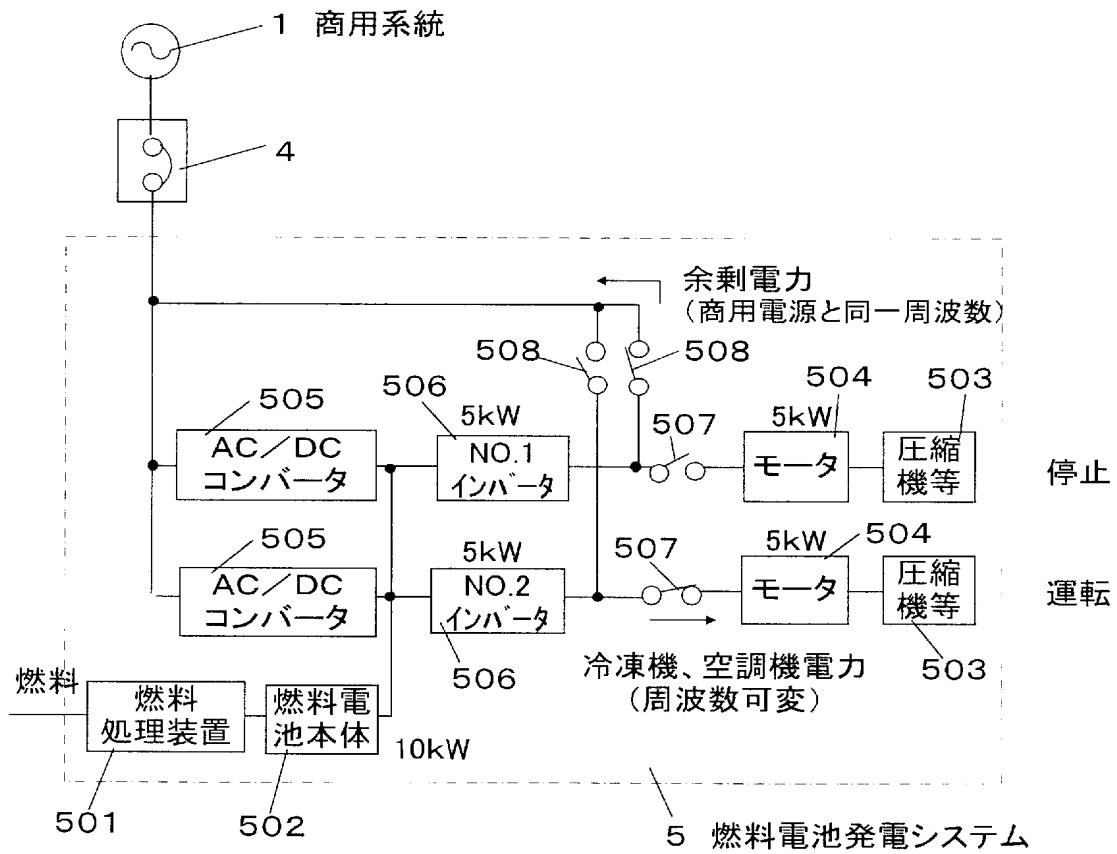 1 商用系統
4
余剰電力
(商用電源と同一周波数)
508
508
505
506
507
504
503
5kW
5kW
AC/DC
コンバータ
NO.1
インバータ
モータ
圧縮
機等
停止
505
5kW
507
5kW
504
AC/DC
コンバータ
NO.2
インバータ
モータ
圧縮
機等
運転
506
503
冷凍機、空調機電力
(周波数可変)
燃料
燃料
処理装置
燃料電
池本体
10kW
501
502
5 燃料電池発電システム